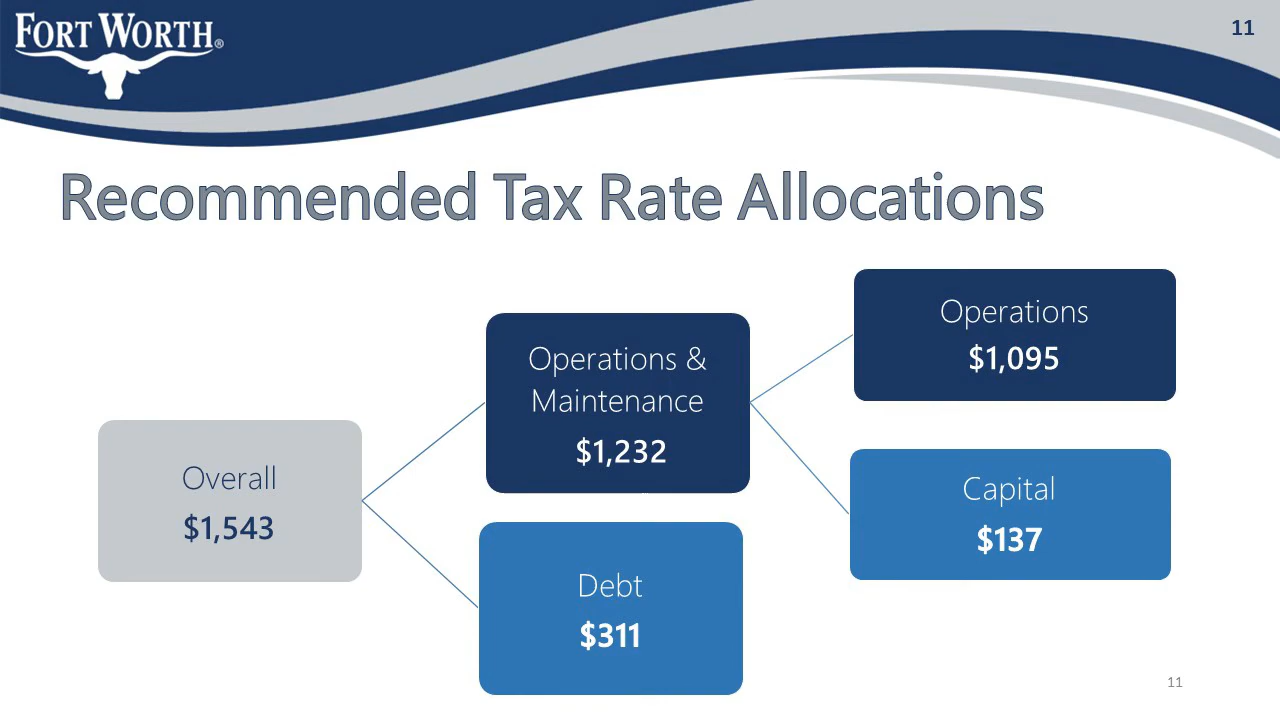 FORT WORTH®
11
Recommended Tax Rate Allocations
Overall
$1,543
Operations &
Maintenance
$1,232
Debt
$311
Operations
$1,095
Capital
$137
11